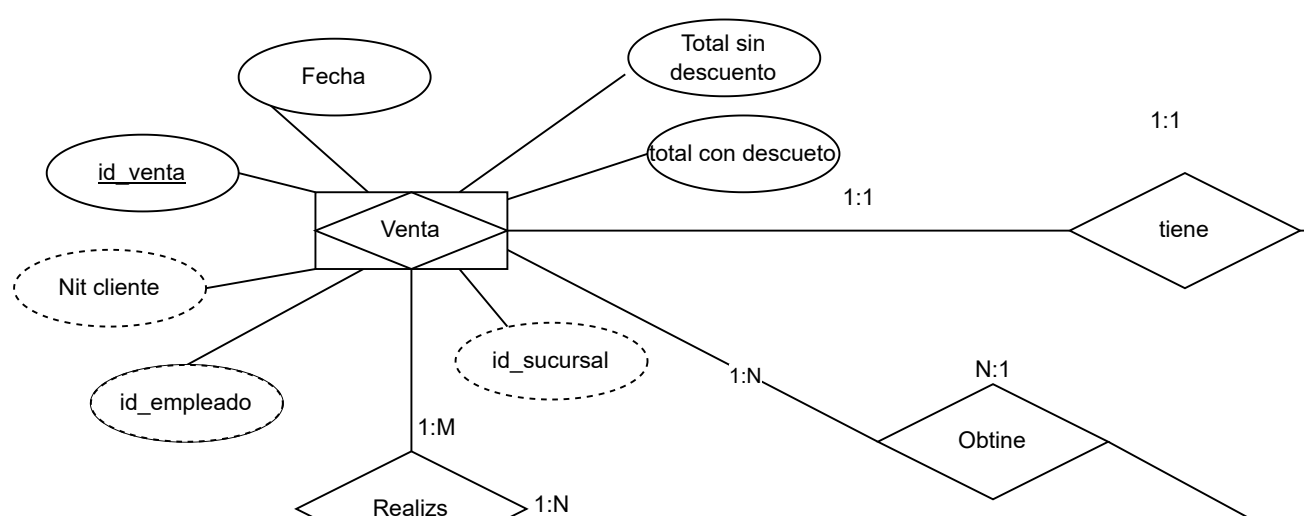 Total sin
descuento
Fecha
1:1
total con descueto
id_venta
1:1
Venta
tiene
Nit cliente
id_sucursal
N:1
1:N
id_empleado
1:M
Obtine
1:N
Realizs